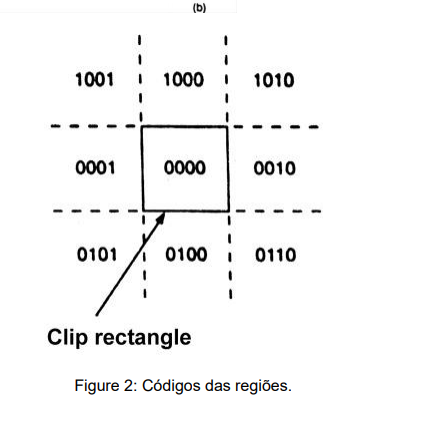 (b)
1001 1000 1010
0001 0000 0010
0101 0100 0110
Clip rectangle
Figure 2: Códigos das regiões.